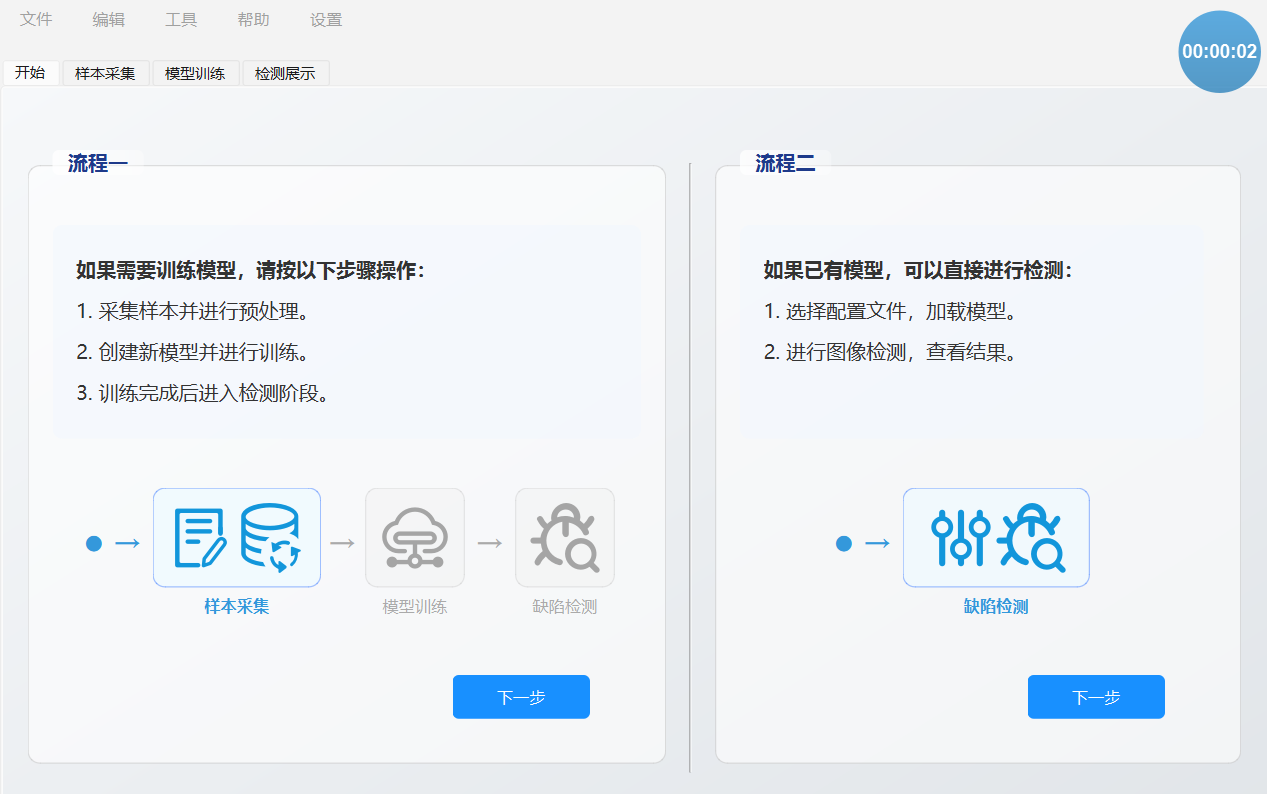 文件 编辑 工具 帮助 设置
00:00:02
开始 样本采集 模型训练 检测展示
流程一
如果需要训练模型，请按以下步骤操作：
1. 采集样本并进行预处理。
2. 创建新模型并进行训练。
3. 训练完成后进入检测阶段。
样本采集 模型训练 缺陷检测
下一步
流程二
如果已有模型，可以直接进行检测：
1. 选择配置文件，加载模型。
2. 进行图像检测，查看结果。
缺陷检测
下一步